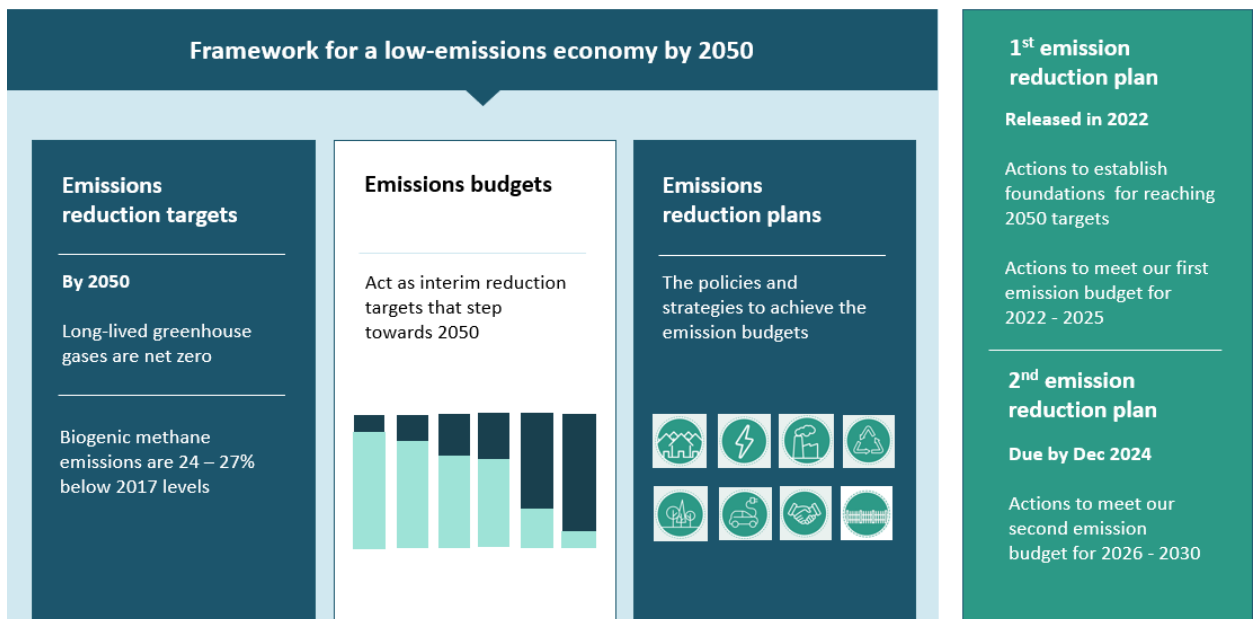 Framework for a low-emissions economy by 2050
Emissions
reduction targets
By 2050
Long-lived greenhouse
gases are net zero
Biogenic methane
emissions are 24 – 27%
below 2017 levels
Emissions budgets
Act as interim reduction
targets that step
towards 2050
Emissions
reduction plans
The policies and
strategies to achieve the
emission budgets
1st emission
reduction plan
Released in 2022
Actions to establish
foundations for reaching
2050 targets
Actions to meet our first
emission budget for
2022 - 2025
2nd emission
reduction plan
Due by Dec 2024
Actions to meet our
second emission
budget for 2026 - 2030